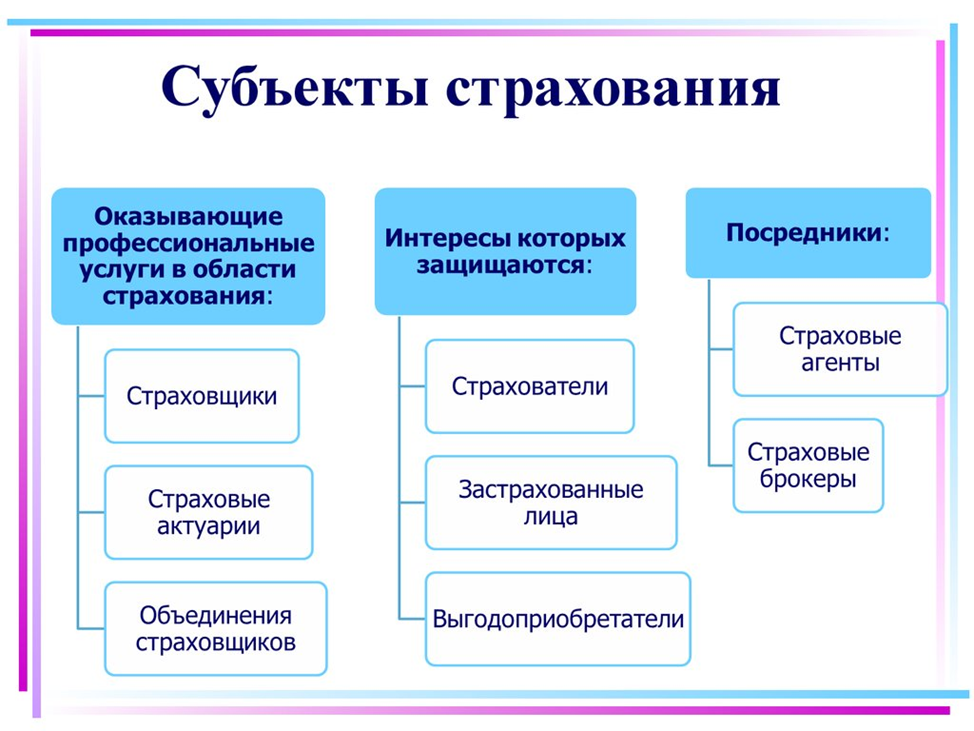 Субъекты страхования
Оказывающие
профессиональные
услуги в области
страхования:
Страховщики
Страховые
актуарии
Объединения
страховщиков
Интересы которых
защищаются:
Страхователи
Застрахованные
лица
Выгодоприобретатели
Посредники:
Страховые
агенты
Страховые
брокеры